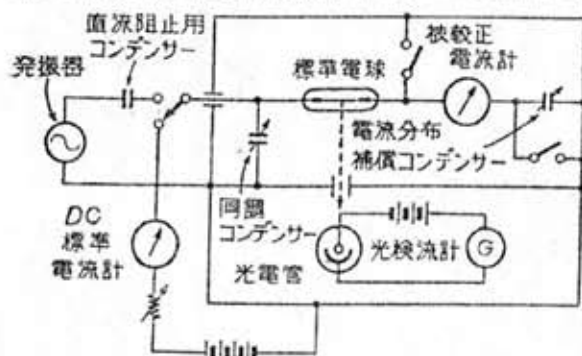 直流阻止用
コンデンサー
発振器
被較正
電流計
標準電球
電流分布
補償コンデンサー
同調
コンデンサー
DC
標準
電流計
光電管
光検流計
G